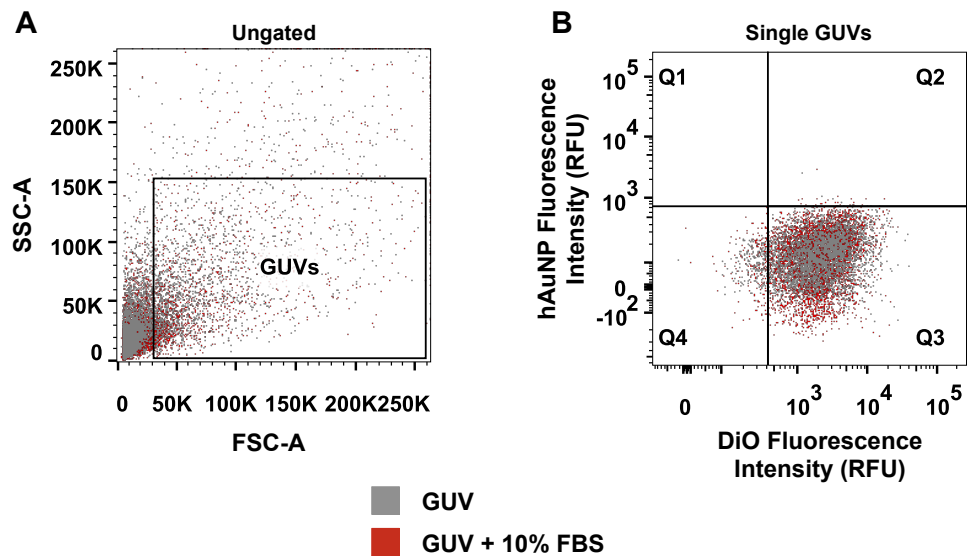 A
Ungated
250K
200K
150K
100K
50K
0
SSC-A
GUVs
0 50K 100K 150K 200K 250K
FSC-A
B
Single GUVs
Q1 Q2
Q4 Q3
10^5
10^4
10^3
0
-10^2
hAuNP Fluorescence
Intensity (RFU)
0 10^3 10^4 10^5
DiO Fluorescence
Intensity (RFU)
GUV
GUV + 10% FBS